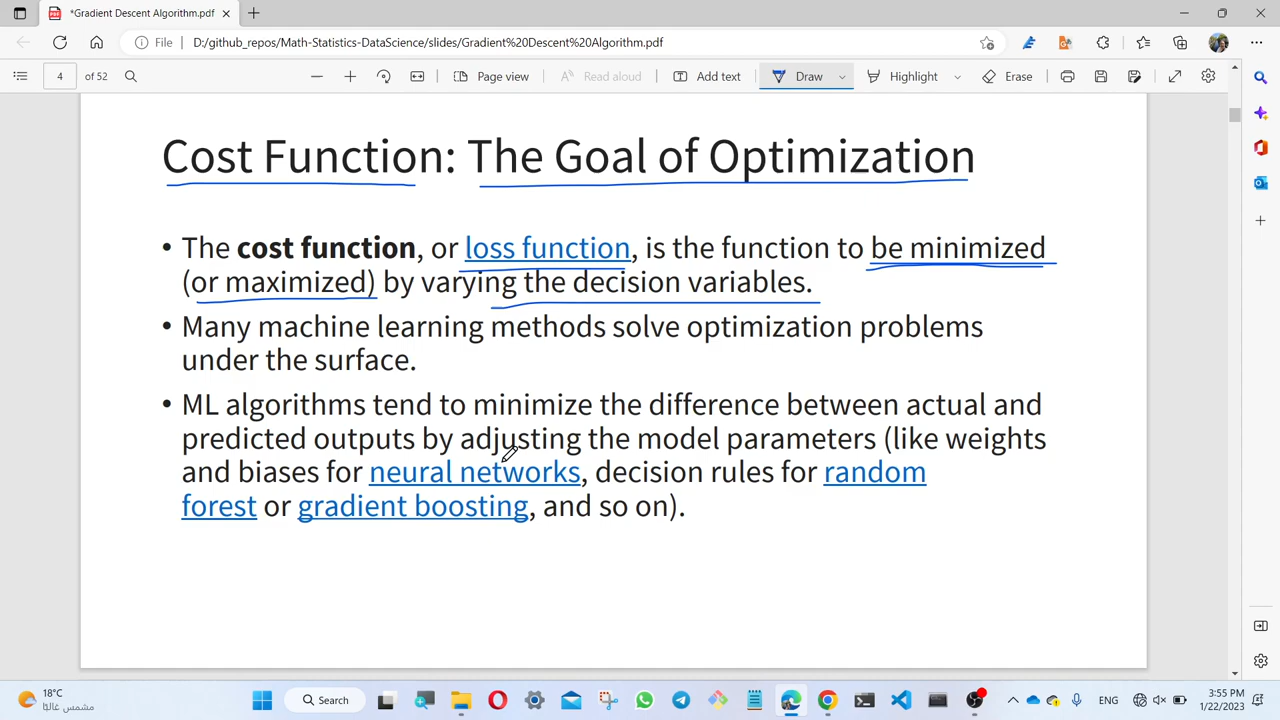 *Gradient Descent Algorithm.pdf
File D:/github_repos/Math-Statistics-DataScience/slides/Gradient%20Descent%20Algorithm.pdf
4 of 52 Page view Read aloud Add text Draw Highlight Erase
Cost Function: The Goal of Optimization
• The cost function, or loss function, is the function to be minimized
(or maximized) by varying the decision variables.
• Many machine learning methods solve optimization problems
under the surface.
• ML algorithms tend to minimize the difference between actual and
predicted outputs by adjusting the model parameters (like weights
and biases for neural networks, decision rules for random
forest or gradient boosting, and so on).
18°C
مشمس غالبًا
Search
ENG
3:55 PM
1/22/2023